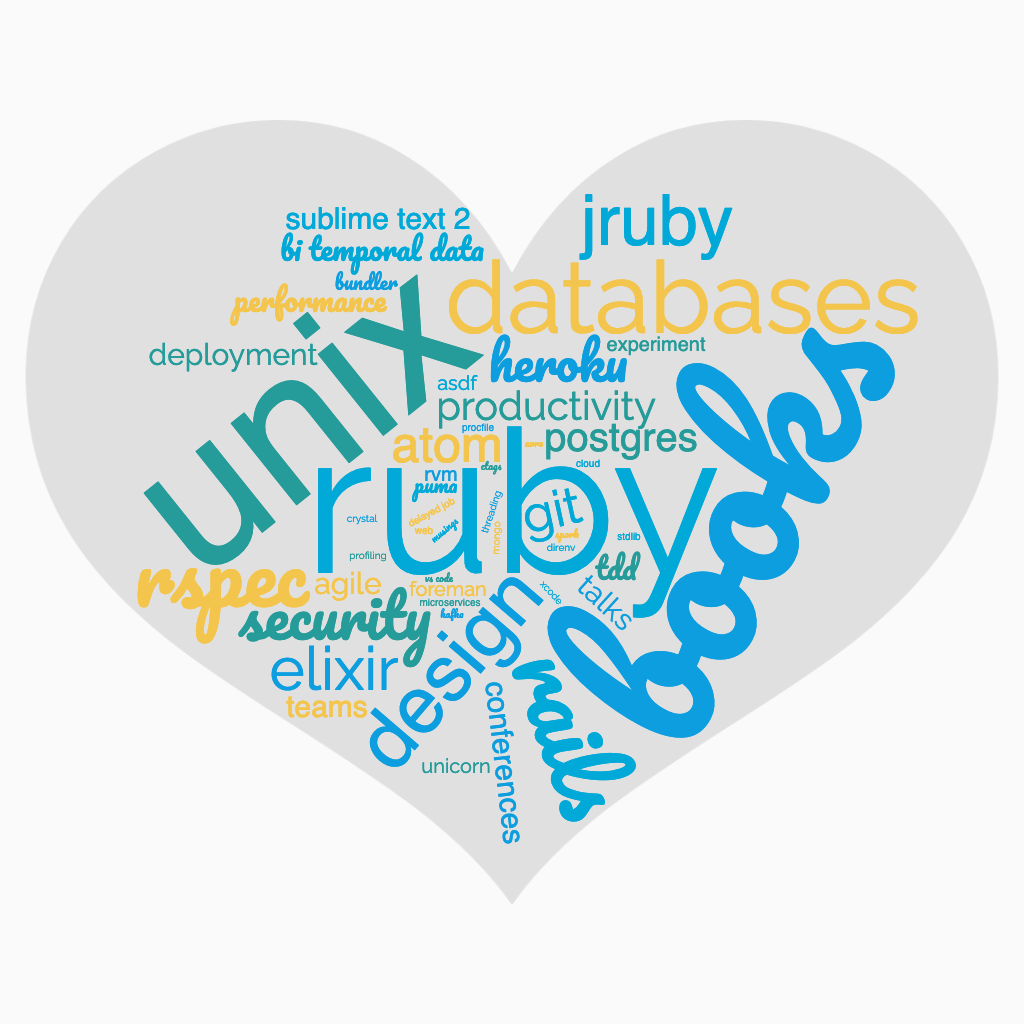 jruby
sublime text 2
bi temporal data
bundler
databases
performance
unix
experiment
deployment
heroku
books
asdf
productivity
procfile
atom
postgres
etags
cloud
rvm
ruby
puma
delayed job
threading
git
crystal
web
musings
mongo
spork
stdlib
direnv
profiling
rspec
agile
vs code
foreman
tdd
xcode
talks
microservices
kafka
security
design
elixir
rails
teams
conferences
unicorn